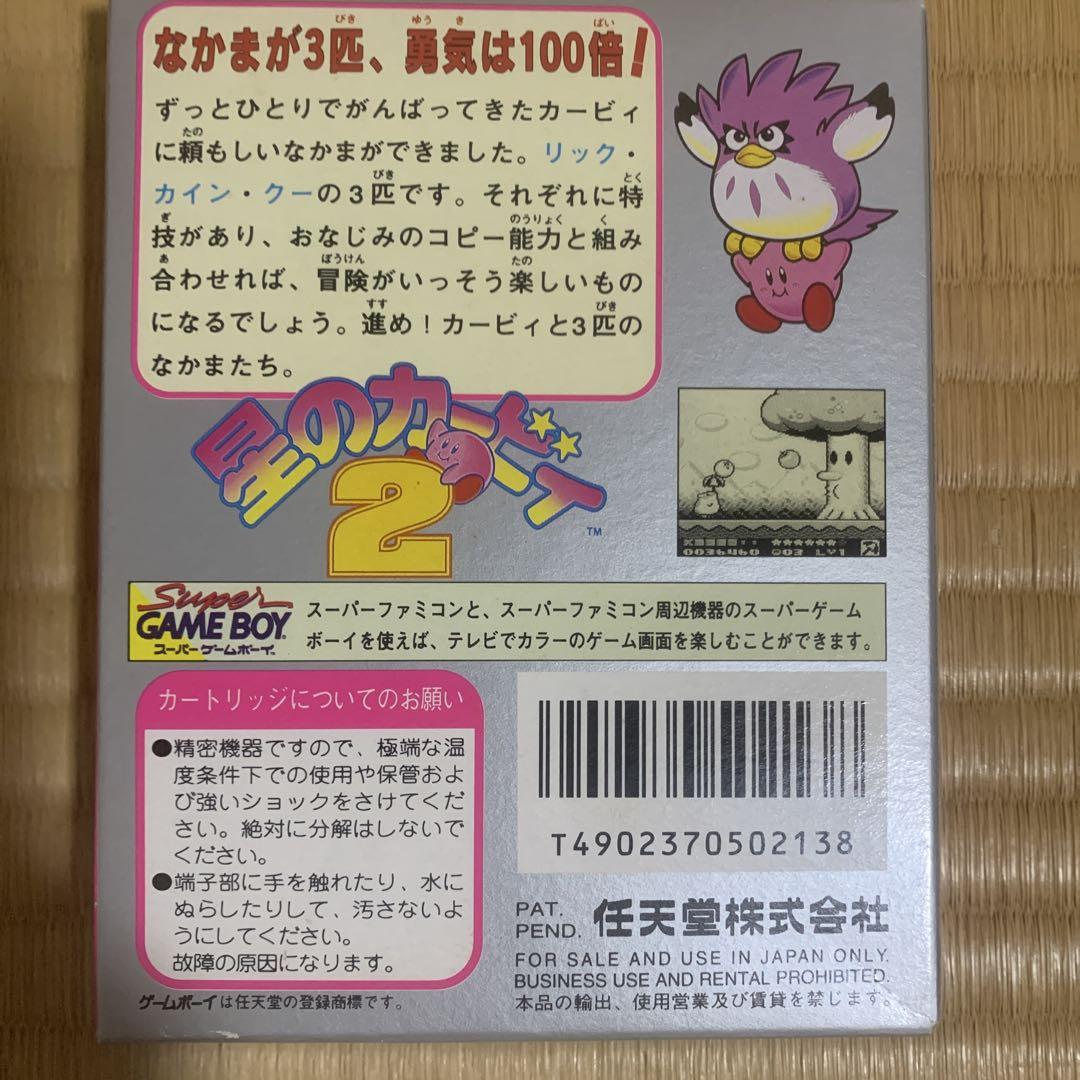 なかまが3匹、勇気は100倍!
ずっとひとりでがんばってきたカービィ
に頼もしいなかまができました。リック・
カイン・クーの3匹です。それぞれに特
技があり、おなじみのコピー能力と組み
合わせれば、冒険がいっそう楽しいもの
になるでしょう。進め!カービィと3匹の
なかまたち。
星のカービィ
2
TM
0036460 03 LV1
Super
GAME BOY
スーパーゲームボーイ
スーパーファミコンと、スーパーファミコン周辺機器のスーパーゲーム
ボーイを使えば、テレビでカラーのゲーム画面を楽しむことができます。
カートリッジについてのお願い
●精密機器ですので、極端な温
度条件下での使用や保管およ
び強いショックをさけてくだ
さい。絶対に分解はしないで
ください。
●端子部に手を触れたり、水に
ぬらしたりして、汚さないよ
うにしてください。
故障の原因になります。
ゲームボーイは任天堂の登録商標です。
T4902370502138
PAT.
PEND.
任天堂株式会社
FOR SALE AND USE IN JAPAN ONLY.
BUSINESS USE AND RENTAL PROHIBITED.
本品の輸出、使用営業及び賃貸を禁じます。